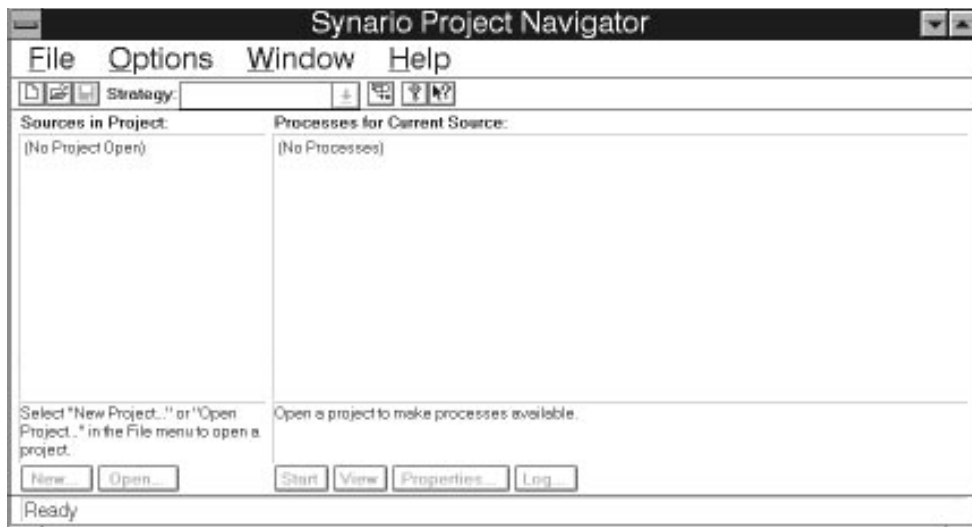 Synario Project Navigator
File Options Window Help
Strategy:
Sources in Project:
Processes for Current Source:
(No Project Open)
(No Processes)
Select "New Project.." or "Open
Project.." in the File menu to open a
project.
Open a project to make processes available.
New... Open...
Start View Properties... Log...
Ready